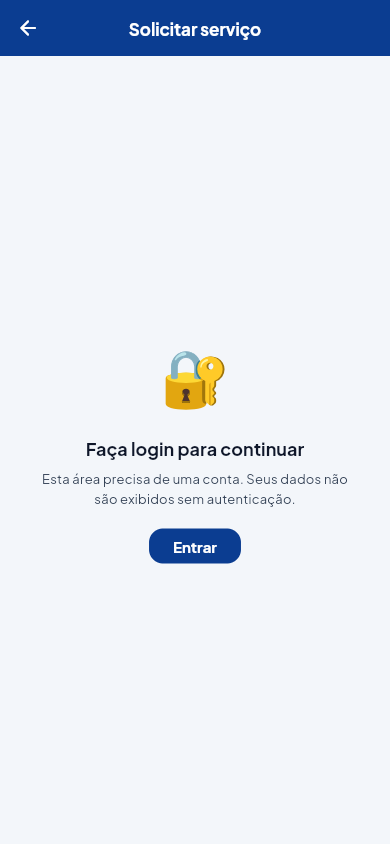 Solicitar serviço
Faça login para continuar
Esta área precisa de uma conta. Seus dados não
são exibidos sem autenticação.
Entrar